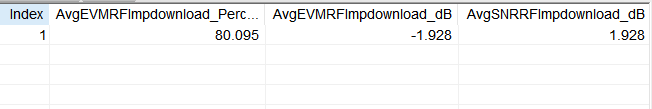 Index AvgEVMRFImpdownload_Perc... AvgEVMRFImpdownload_dB AvgSNRRFImpdownload_dB
1 80.095 -1.928 1.928